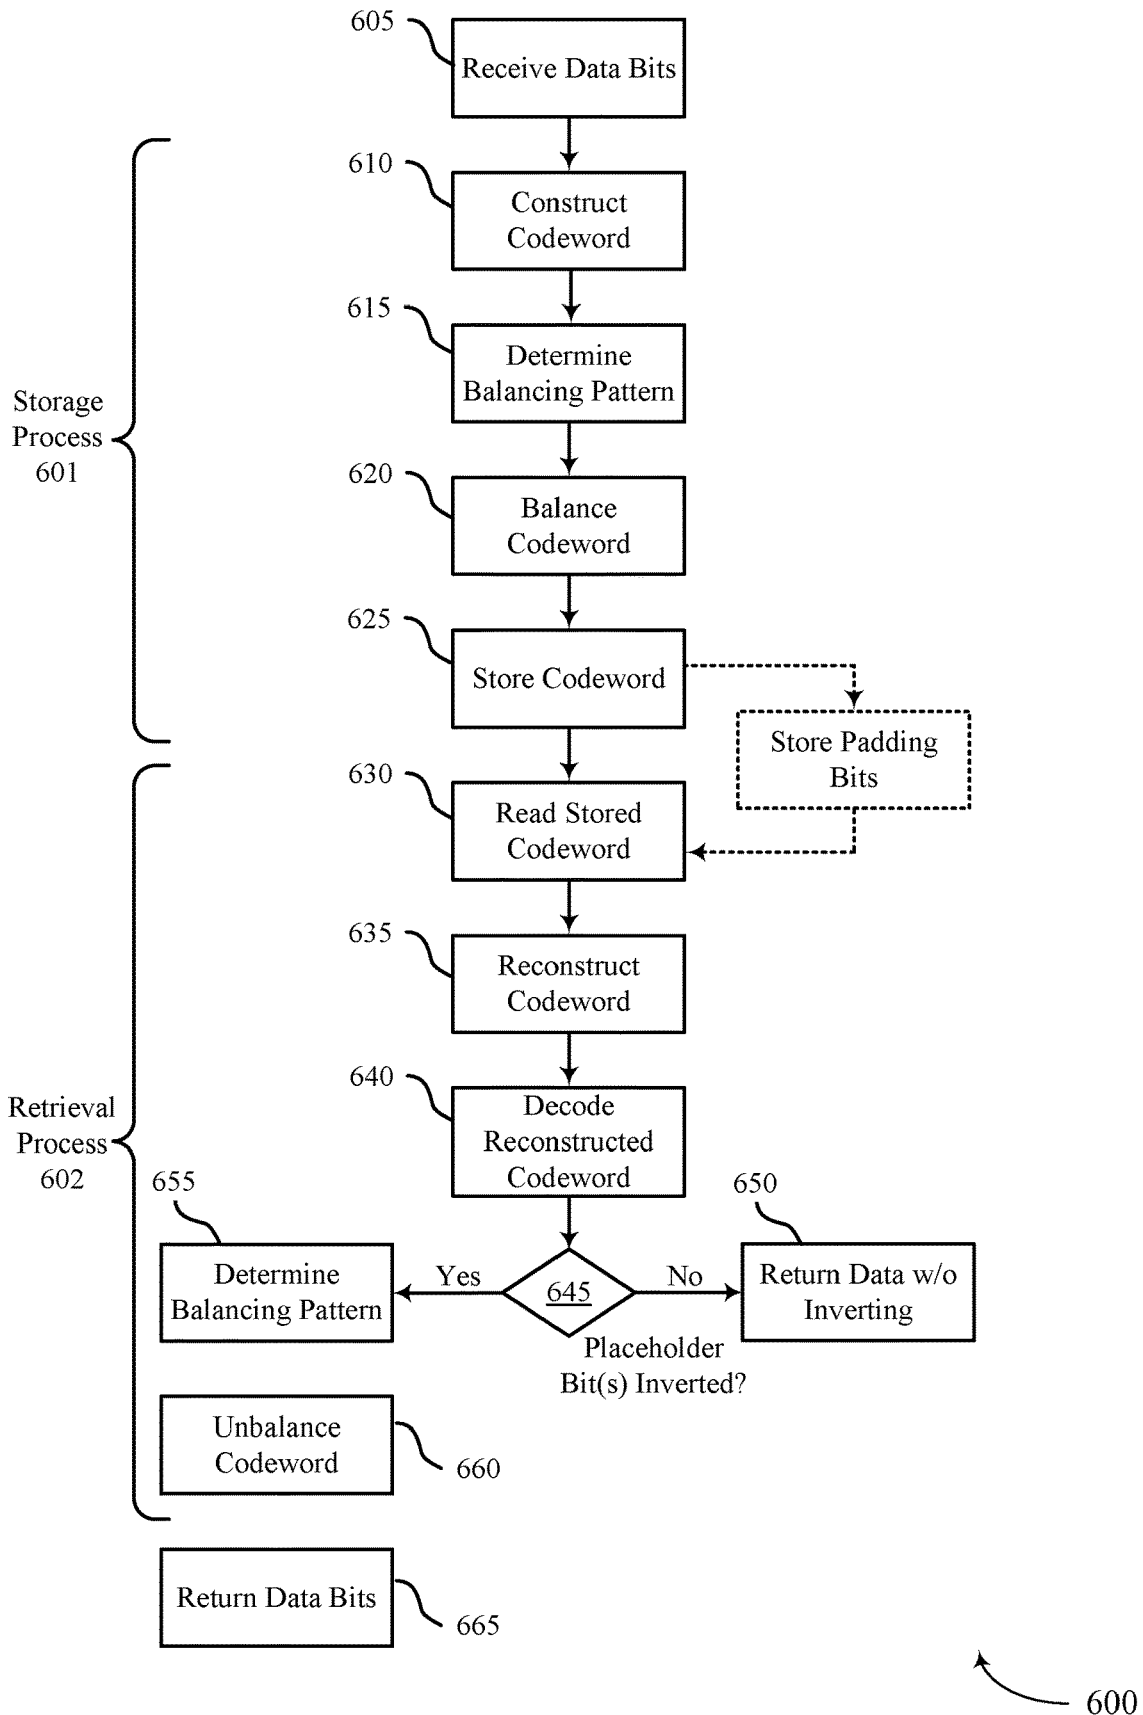 605
Receive Data Bits
610
Construct
Codeword
615
Determine
Balancing Pattern
Storage
Process
601
620
Balance
Codeword
625
Store Codeword
Store Padding
Bits
630
Read Stored
Codeword
635
Reconstruct
Codeword
640
Decode
Reconstructed
Codeword
Retrieval
Process
602
655
Determine
Balancing Pattern
Yes
645
No
Placeholder
Bit(s) Inverted?
650
Return Data w/o
Inverting
Unbalance
Codeword
660
Return Data Bits
665
600